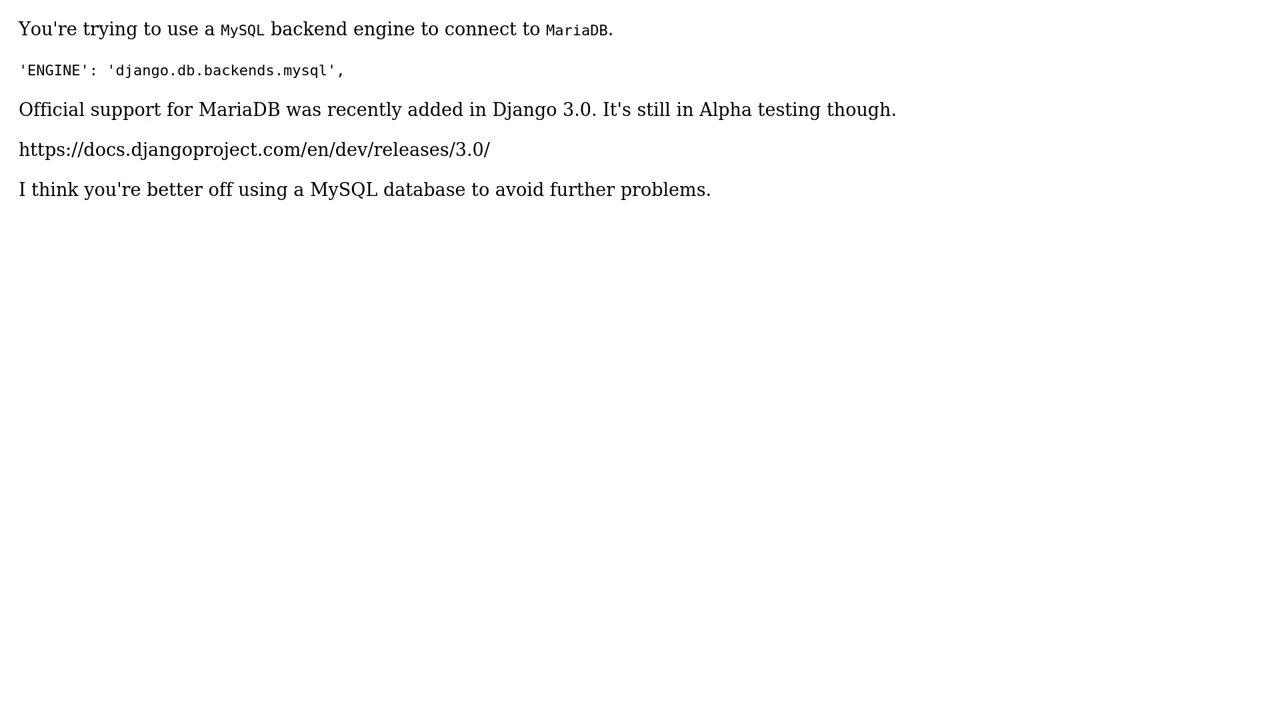 You're trying to use a MySQL backend engine to connect to MariaDB.
'ENGINE': 'django.db.backends.mysql',
Official support for MariaDB was recently added in Django 3.0. It's still in Alpha testing though.
https://docs.djangoproject.com/en/dev/releases/3.0/
I think you're better off using a MySQL database to avoid further problems.